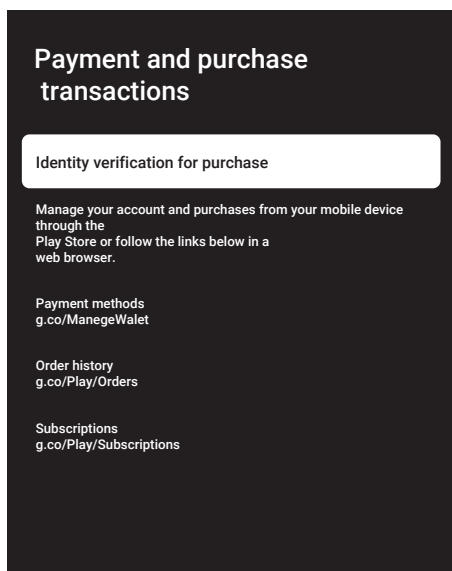 Payment and purchase
transactions
Identity verification for purchase
Manage your account and purchases from your mobile device
through the
Play Store or follow the links below in a
web browser.
Payment methods
g.co/ManegeWalet
Order history
g.co/Play/Orders
Subscriptions
g.co/Play/Subscriptions